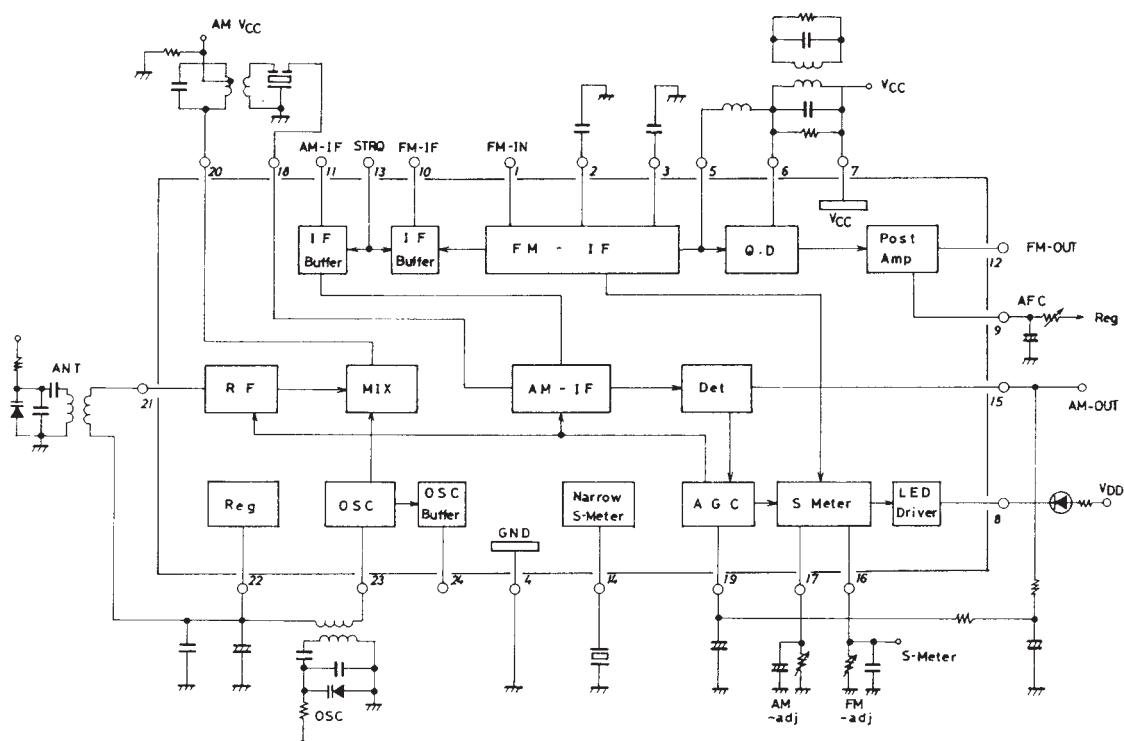 AM VCC
VCC
AM-IF STRQ FM-IF FM-IN
20 18 11 13 10 1 2 3 5 6 7
VCC
IF Buffer
IF Buffer
FM - IF
Q.D
Post Amp
12
FM-OUT
AFC
9
Reg
ANT
21
RF
MIX
AM-IF
Det
15
AM-OUT
Reg
OSC
OSC Buffer
Narrow S-Meter
AGC
S Meter
LED Driver
8
VDD
GND
22 23 24 4 14 19 17 16
S-Meter
OSC
AM -adj
FM -adj